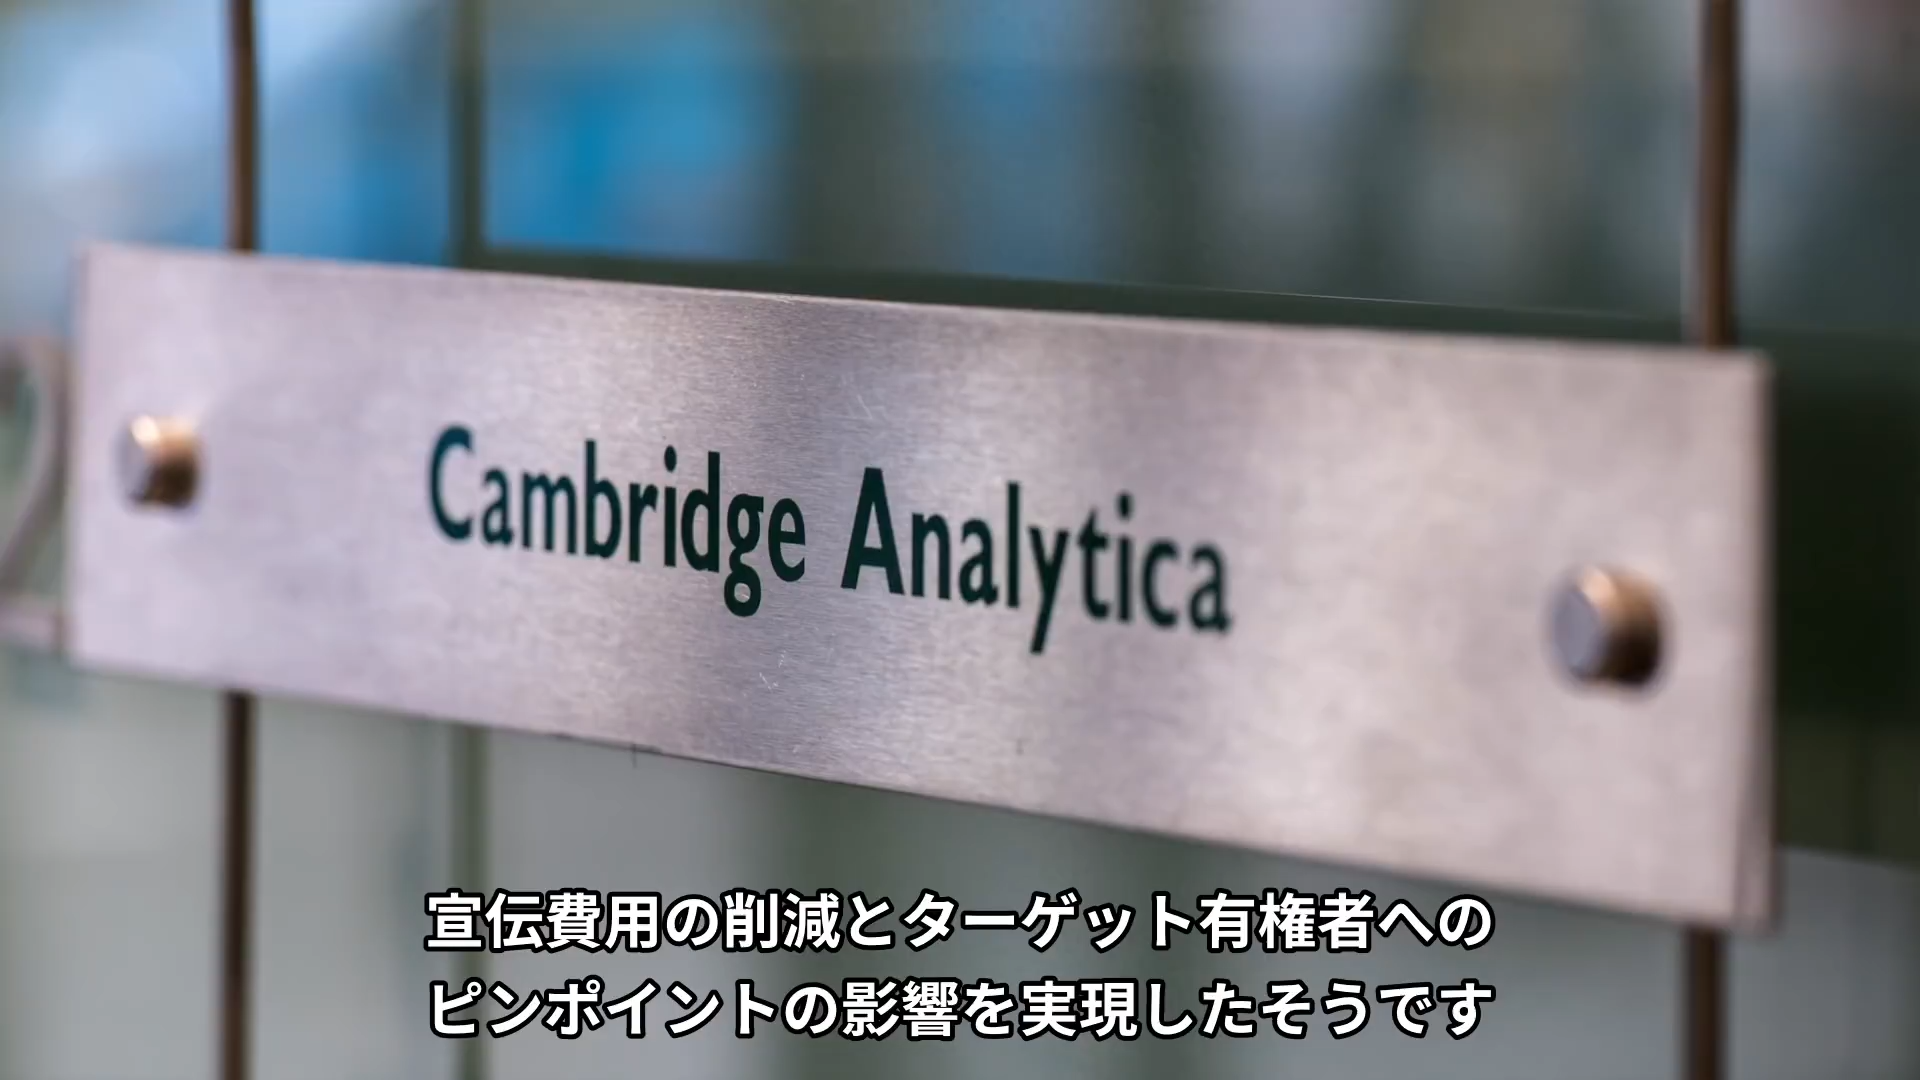 Cambridge Analytica
宣伝費用の削減とターゲット有権者への
ピンポイントの影響を実現したそうです